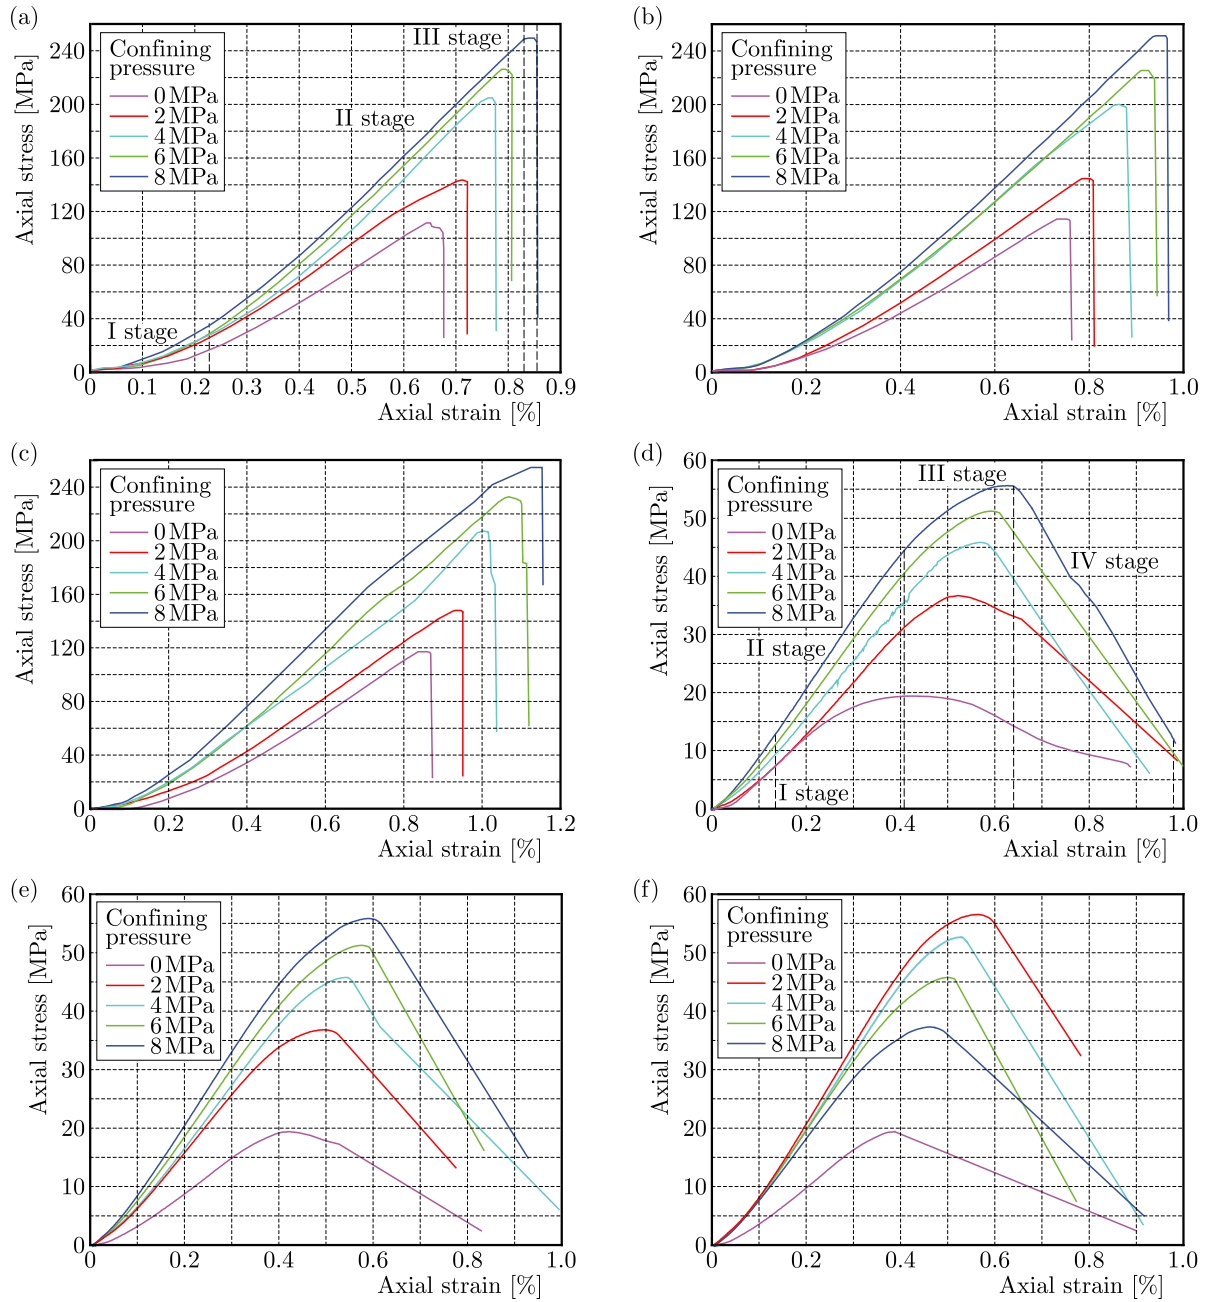 (a)
Axial stress [MPa]
240
200
160
120
80
40
0
Confining
pressure
0 MPa
2 MPa
4 MPa
6 MPa
8 MPa
III stage
II stage
I stage
0 0.1 0.2 0.3 0.4 0.5 0.6 0.7 0.8 0.9
Axial strain [%]
(b)
Axial stress [MPa]
240
200
160
120
80
40
0
Confining
pressure
0 MPa
2 MPa
4 MPa
6 MPa
8 MPa
0 0.2 0.4 0.6 0.8 1.0
Axial strain [%]
(c)
Axial stress [MPa]
240
200
160
120
80
40
0
Confining
pressure
0 MPa
2 MPa
4 MPa
6 MPa
8 MPa
0 0.2 0.4 0.6 0.8 1.0 1.2
Axial strain [%]
(d)
Axial stress [MPa]
60
50
40
30
20
10
0
Confining
pressure
0 MPa
2 MPa
4 MPa
6 MPa
8 MPa
III stage
IV stage
II stage
I stage
0 0.2 0.4 0.6 0.8 1.0
Axial strain [%]
(e)
Axial stress [MPa]
60
50
40
30
20
10
0
Confining
pressure
0 MPa
2 MPa
4 MPa
6 MPa
8 MPa
0 0.2 0.4 0.6 0.8 1.0
Axial strain [%]
(f)
Axial stress [MPa]
60
50
40
30
20
10
0
Confining
pressure
0 MPa
2 MPa
4 MPa
6 MPa
8 MPa
0 0.2 0.4 0.6 0.8 1.0
Axial strain [%]